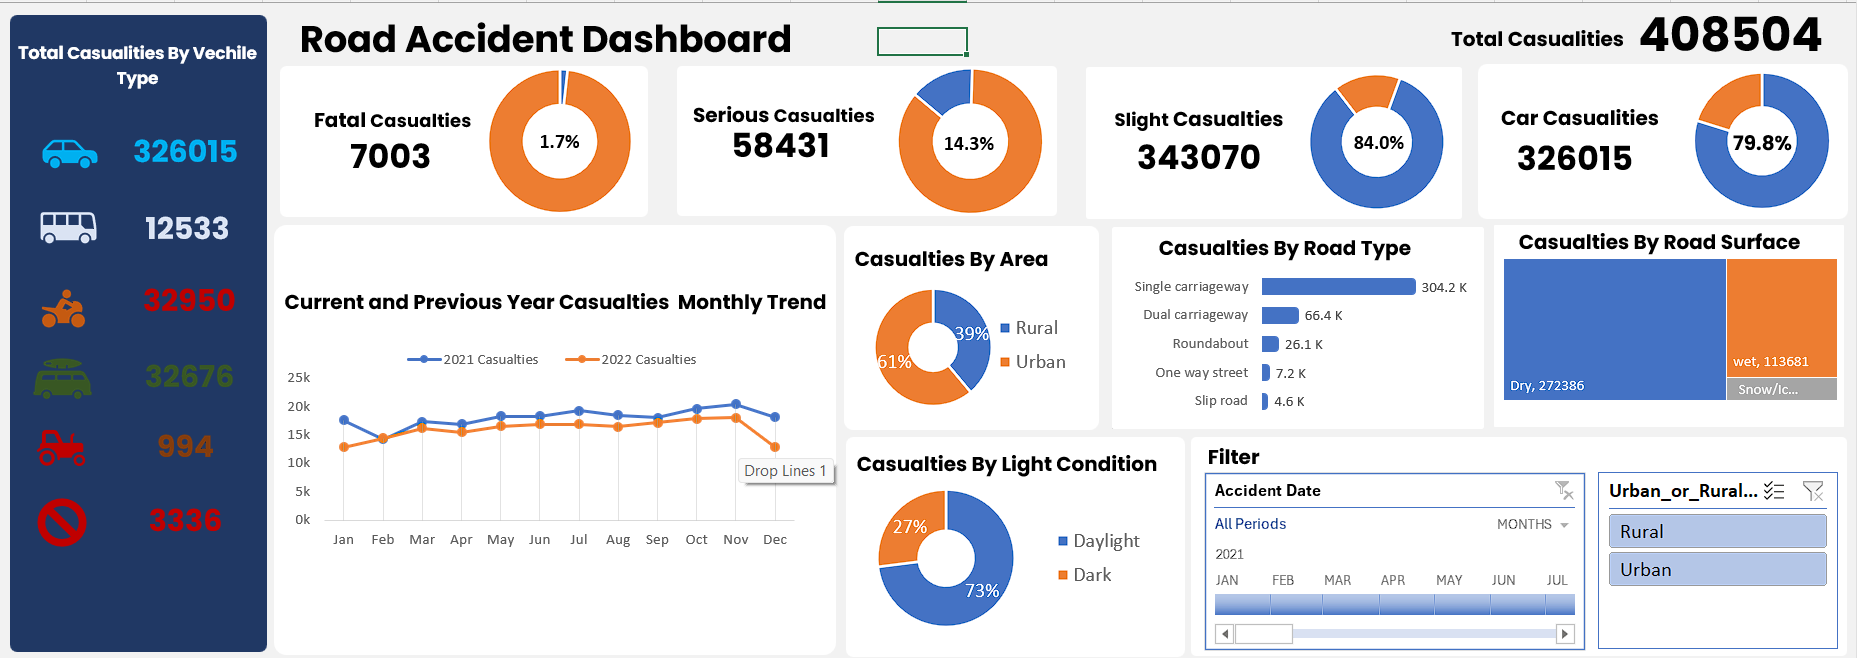 Total Casualities By Vechile
Type
326015
12533
32950
32676
994
3336
Road Accident Dashboard
Total Casualities 408504
Fatal Casualties
7003
1.7%
Serious Casualties
58431
14.3%
Slight Casualties
343070
84.0%
Car Casualities
326015
79.8%
Current and Previous Year Casualties Monthly Trend
2021 Casualties
2022 Casualties
25k
20k
15k
10k
5k
0k
Jan Feb Mar Apr May Jun Jul Aug Sep Oct Nov Dec
Drop Lines 1
Casualties By Area
39%
61%
Rural
Urban
Casualties By Road Type
Single carriageway 304.2 K
Dual carriageway 66.4 K
Roundabout 26.1 K
One way street 7.2 K
Slip road 4.6 K
Casualties By Road Surface
Dry, 272386
wet, 113681
Snow/Ic...
Casualties By Light Condition
27%
73%
Daylight
Dark
Filter
Accident Date
All Periods MONTHS
2021
JAN FEB MAR APR MAY JUN JUL
Urban_or_Rural...
Rural
Urban